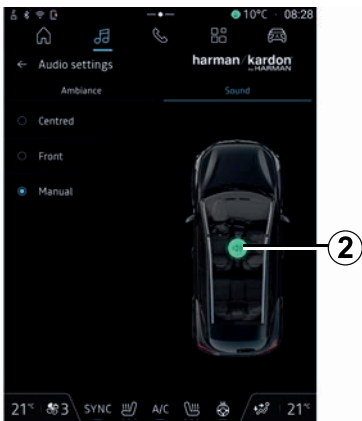 10°C 08:28
Audio settings
harman/kardon
by HARMAN
Ambiance Sound
Centred
Front
Manual
2
21°C 3 SYNC A/C 21°C